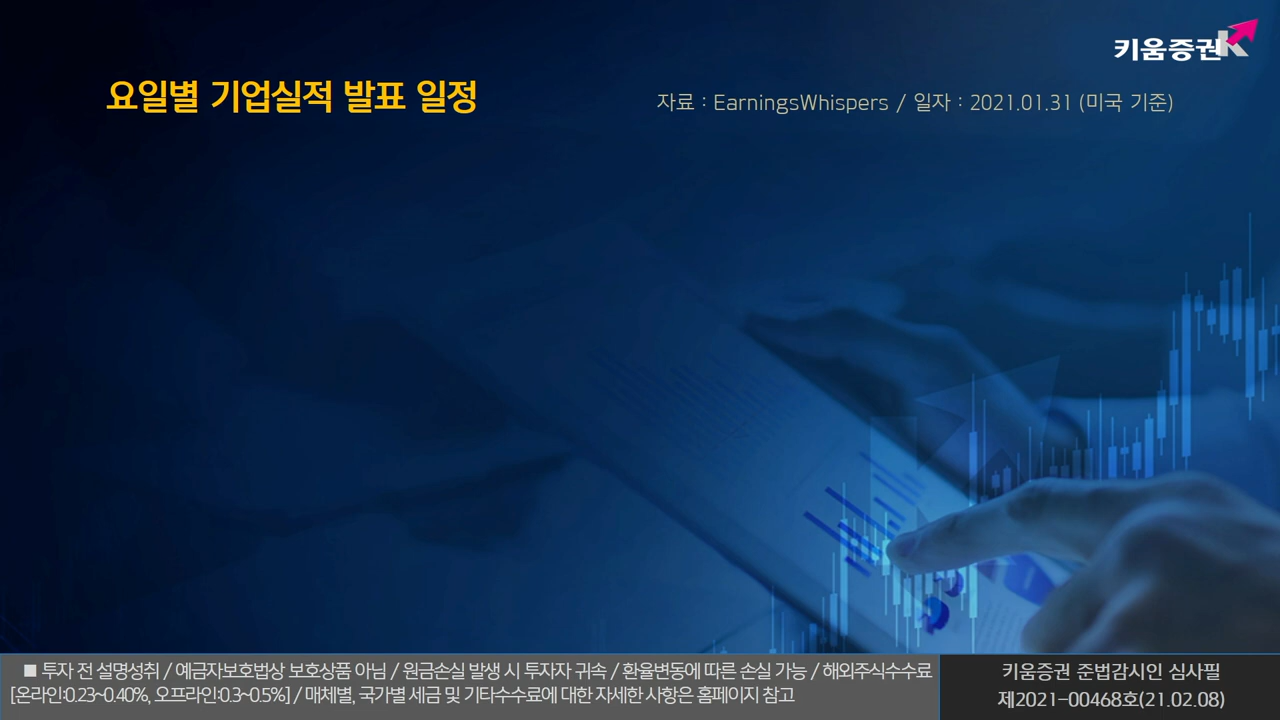 키움증권
요일별 기업실적 발표 일정
자료 : EarningsWhispers / 일자 : 2021.01.31 (미국 기준)
■ 투자 전 설명성취 / 예금자보호법상 보호상품 아님 / 원금손실 발생 시 투자자 귀속 / 환율변동에 따른 손실 가능 / 해외주식수수료
[온라인:0.23~0.40%, 오프라인:0.3~0.5%] / 매체별, 국가별 세금 및 기타수수료에 대한 자세한 사항은 홈페이지 참고
키움증권 준법감시인 심사필
제2021-00468호(21.02.08)